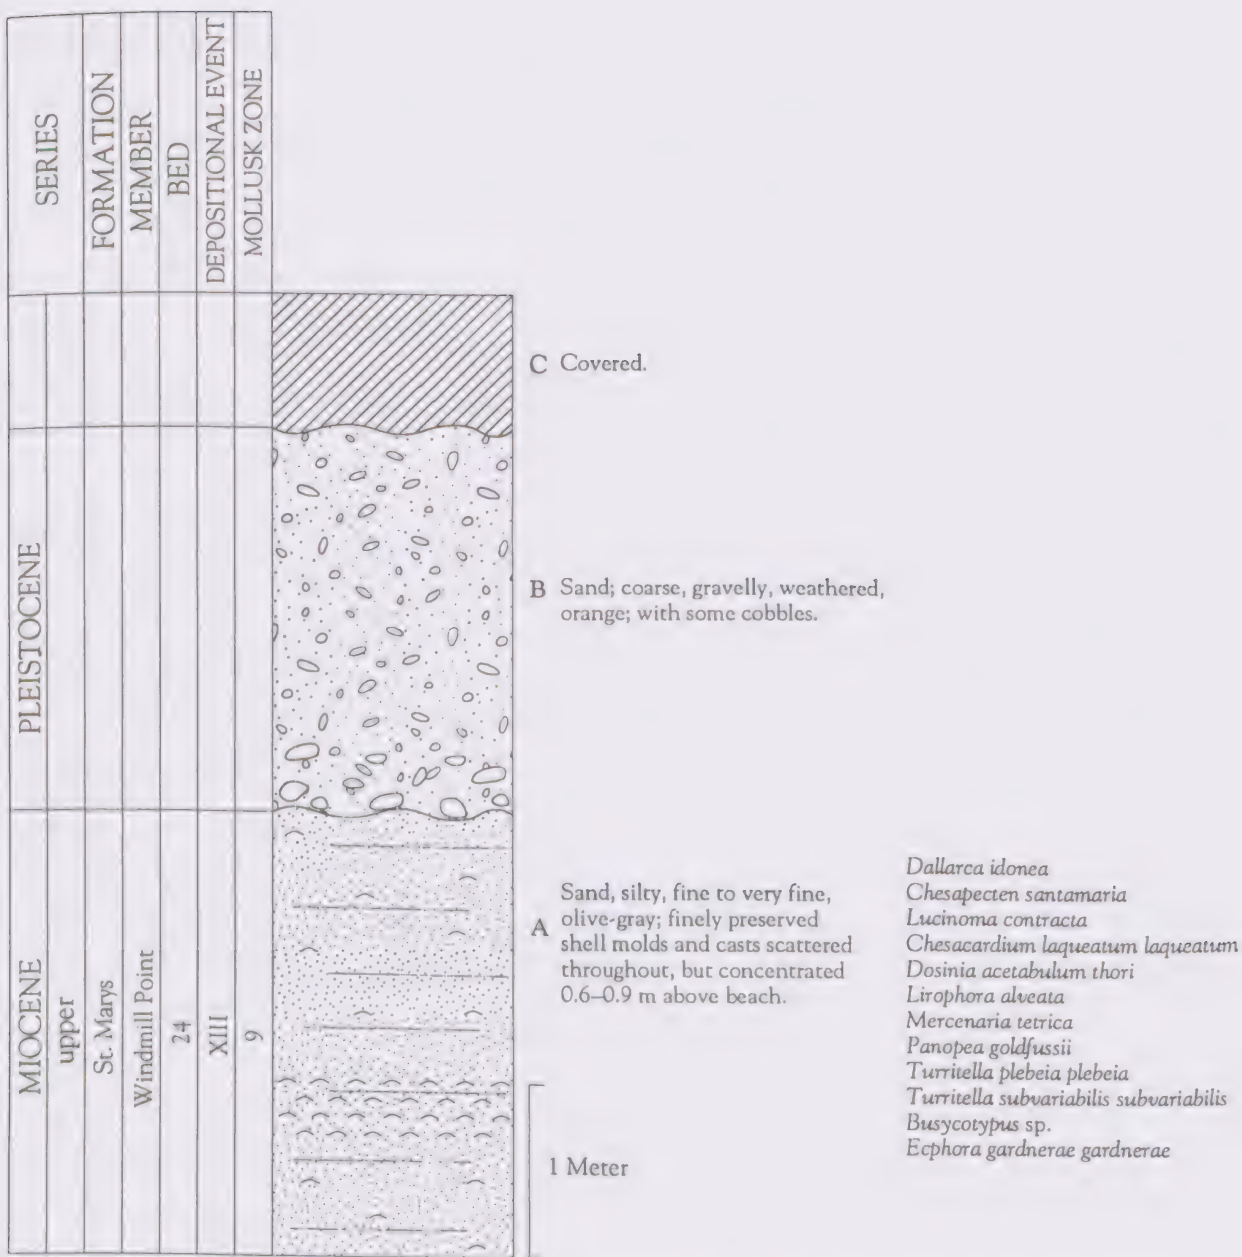 SERIES
FORMATION
MEMBER
BED
DEPOSITIONAL EVENT
MOLLUSK ZONE
C Covered.
PLEISTOCENE
B Sand; coarse, gravelly, weathered,
orange; with some cobbles.
MIOCENE
upper
St. Marys
Windmill Point
24
XIII
9
A Sand, silty, fine to very fine,
olive-gray; finely preserved
shell molds and casts scattered
throughout, but concentrated
0.6–0.9 m above beach.
Dallarca idonea
Chesapecten santamaria
Lucinoma contracta
Chesacardium laqueatum laqueatum
Dosinia acetabulum thori
Lirophora alveata
Mercenaria tetrica
Panopea goldfussii
Turritella plebeia plebeia
Turritella subvariabilis subvariabilis
Busycotypus sp.
Ecphora gardnerae gardnerae
1 Meter